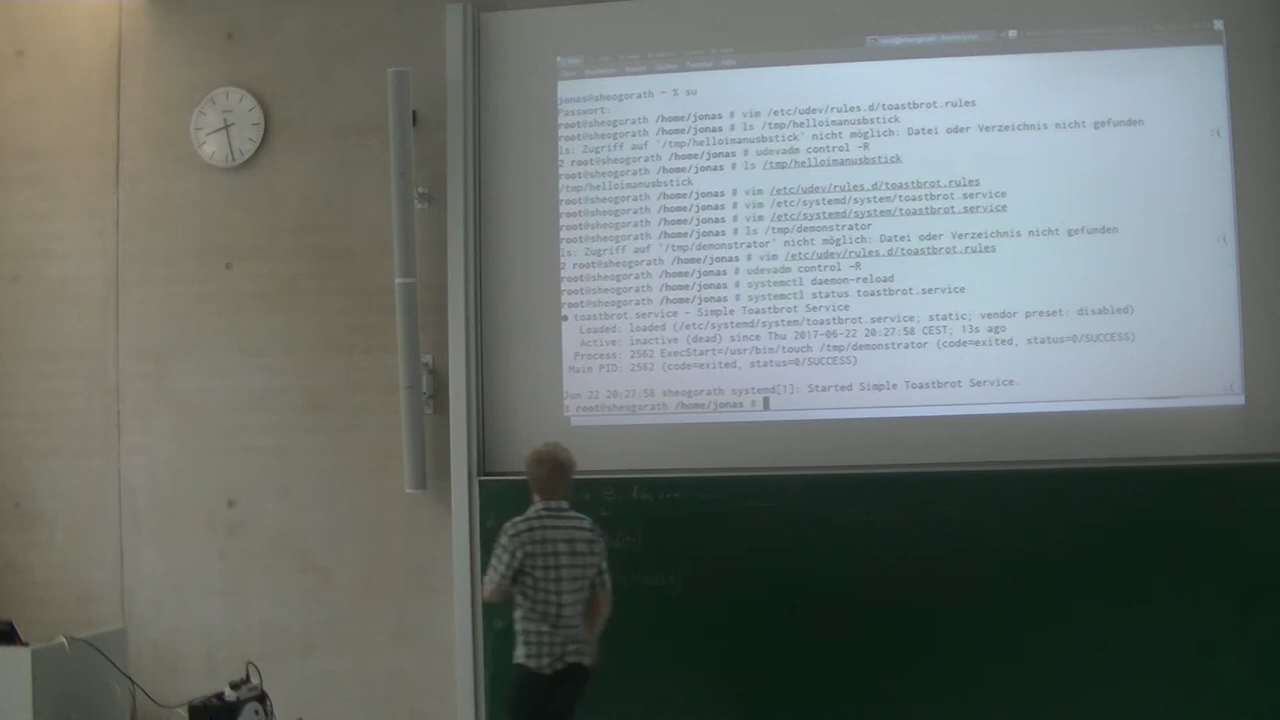 jonas@sheogorath ~ % su
Passwort:
root@sheogorath /home/jonas # vim /etc/udev/rules.d/toastbrot.rules
root@sheogorath /home/jonas # ls /tmp/helloimanusbstick
ls: Zugriff auf '/tmp/helloimanusbstick' nicht möglich: Datei oder Verzeichnis nicht gefunden
2 root@sheogorath /home/jonas # udevadm control -R :(
root@sheogorath /home/jonas # ls /tmp/helloimanusbstick
/tmp/helloimanusbstick
root@sheogorath /home/jonas # vim /etc/udev/rules.d/toastbrot.rules
root@sheogorath /home/jonas # vim /etc/systemd/system/toastbrot.service
root@sheogorath /home/jonas # vim /etc/systemd/system/toastbrot.service
root@sheogorath /home/jonas # ls /tmp/demonstrator
ls: Zugriff auf '/tmp/demonstrator' nicht möglich: Datei oder Verzeichnis nicht gefunden
2 root@sheogorath /home/jonas # vim /etc/udev/rules.d/toastbrot.rules :(
root@sheogorath /home/jonas # udevadm control -R
root@sheogorath /home/jonas # systemctl daemon-reload
root@sheogorath /home/jonas # systemctl status toastbrot.service
● toastbrot.service - Simple Toastbrot Service
Loaded: loaded (/etc/systemd/system/toastbrot.service; static; vendor preset: disabled)
Active: inactive (dead) since Thu 2017-06-22 20:27:58 CEST; 13s ago
Process: 2562 ExecStart=/usr/bin/touch /tmp/demonstrator (code=exited, status=0/SUCCESS)
Main PID: 2562 (code=exited, status=0/SUCCESS)
Jun 22 20:27:58 sheogorath systemd[1]: Started Simple Toastbrot Service.
3 root@sheogorath /home/jonas # :(